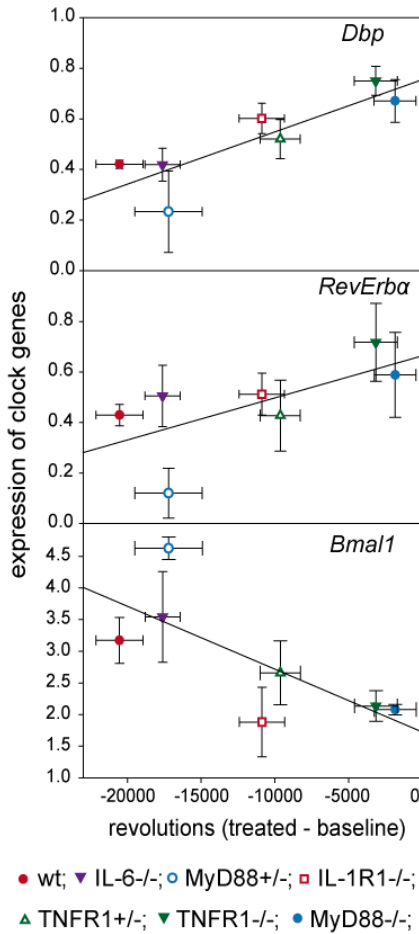 Dbp
1.0
0.8
0.6
0.4
0.2
0.0
RevErbα
0.8
0.6
0.4
0.2
0.0
Bmal1
4.5
4.0
3.5
3.0
2.5
2.0
1.5
1.0
expression of clock genes
-20000 -15000 -10000 -5000 0
revolutions (treated - baseline)
wt; IL-6-/-; MyD88+/-; IL-1R1-/-;
TNFR1+/-; TNFR1-/-; MyD88-/-;